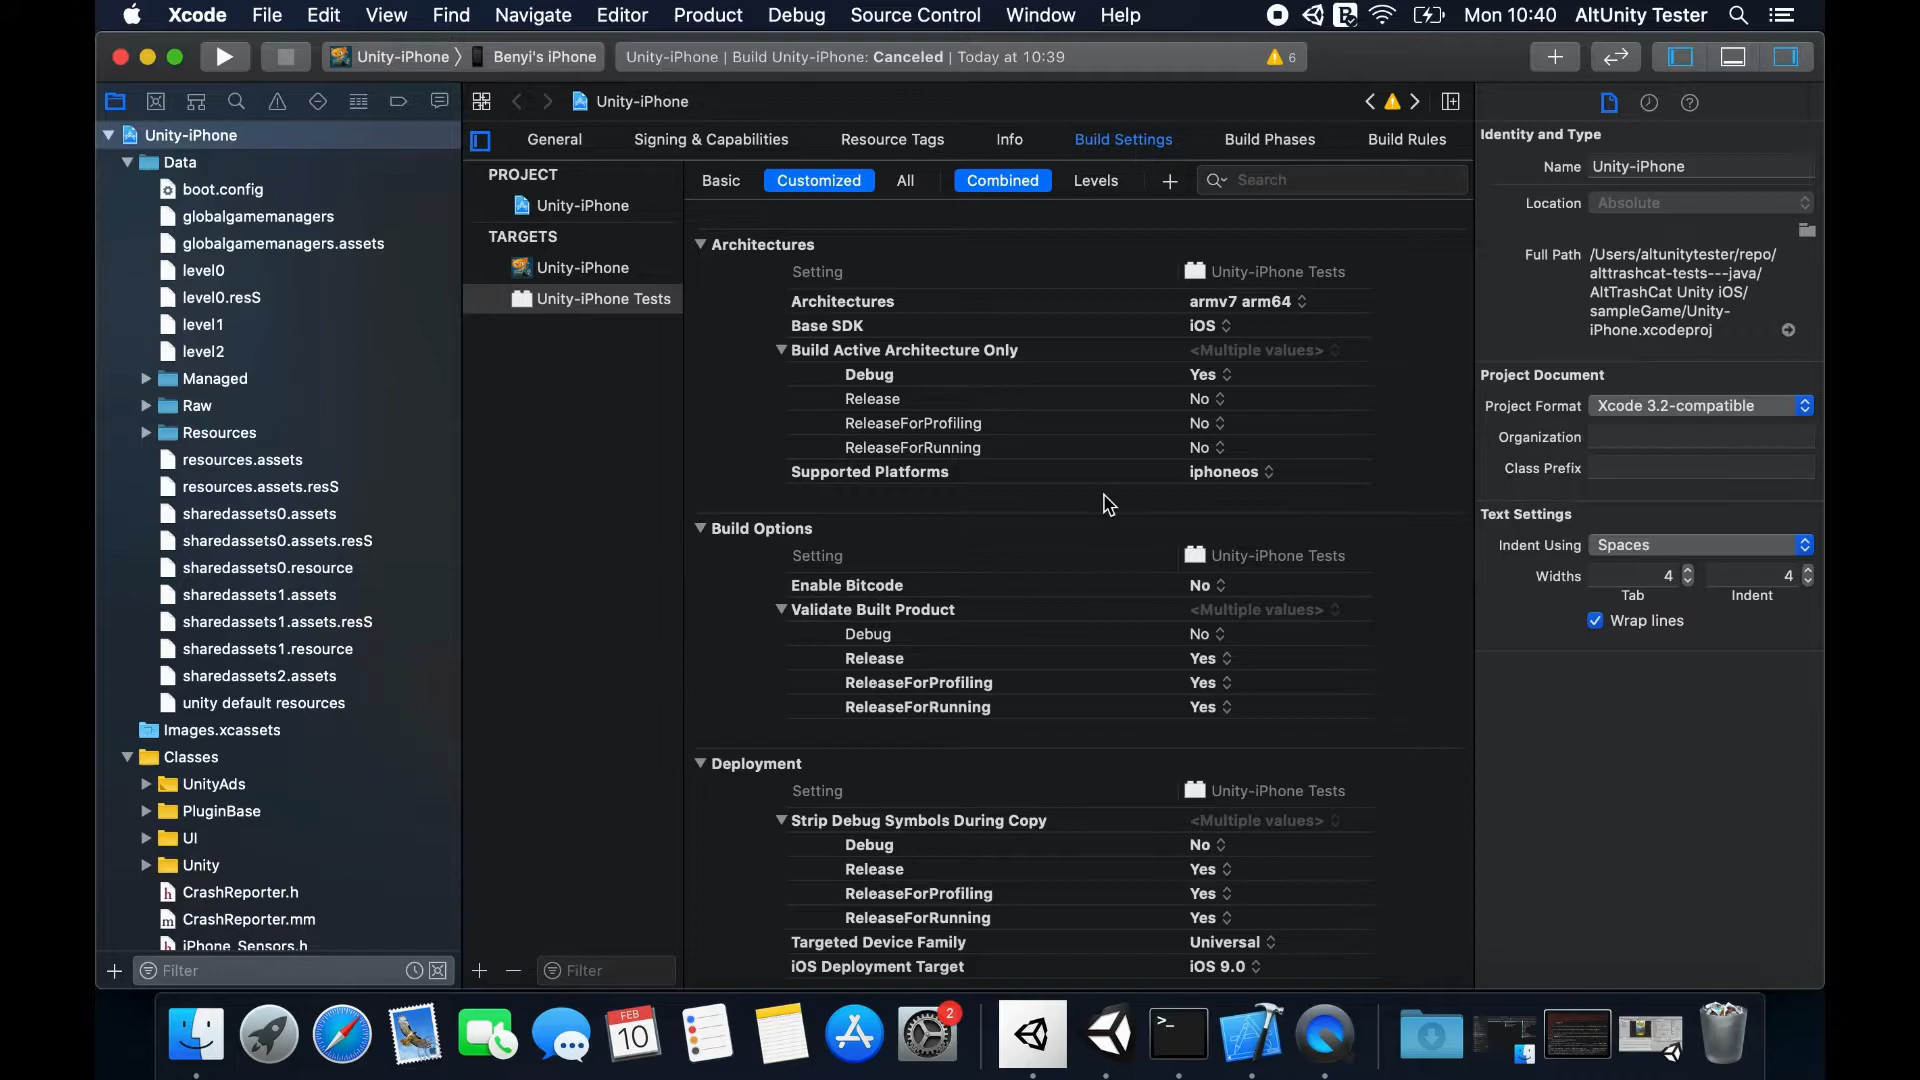 Xcode File Edit View Find Navigate Editor Product Debug Source Control Window Help Mon 10:40 AltUnity Tester
Unity-iPhone Benyi's iPhone Unity-iPhone | Build Unity-iPhone: Canceled | Today at 10:39 6
Unity-iPhone
General Signing & Capabilities Resource Tags Info Build Settings Build Phases Build Rules
Basic Customized All Combined Levels Search
Unity-iPhone
Data
boot.config
globalgamemanagers
globalgamemanagers.assets
level0
level0.resS
level1
level2
Managed
Raw
Resources
resources.assets
resources.assets.resS
sharedassets0.assets
sharedassets0.assets.resS
sharedassets0.resource
sharedassets1.assets
sharedassets1.assets.resS
sharedassets1.resource
sharedassets2.assets
unity default resources
Images.xcassets
Classes
UnityAds
PluginBase
UI
Unity
CrashReporter.h
CrashReporter.mm
iPhone_Sensors.h
Filter
PROJECT
Unity-iPhone
TARGETS
Unity-iPhone
Unity-iPhone Tests
Filter
Architectures
Setting Unity-iPhone Tests
Architectures armv7 arm64
Base SDK iOS
Build Active Architecture Only <Multiple values>
Debug Yes
Release No
ReleaseForProfiling No
ReleaseForRunning No
Supported Platforms iphoneos
Build Options
Setting Unity-iPhone Tests
Enable Bitcode No
Validate Built Product <Multiple values>
Debug No
Release Yes
ReleaseForProfiling Yes
ReleaseForRunning Yes
Deployment
Setting Unity-iPhone Tests
Strip Debug Symbols During Copy <Multiple values>
Debug No
Release Yes
ReleaseForProfiling Yes
ReleaseForRunning Yes
Targeted Device Family Universal
iOS Deployment Target iOS 9.0
Identity and Type
Name Unity-iPhone
Location Absolute
Full Path /Users/altunitytester/repo/
alttrashcat-tests---java/
AltTrashCat Unity iOS/
sampleGame/Unity-
iPhone.xcodeproj
Project Document
Project Format Xcode 3.2-compatible
Organization
Class Prefix
Text Settings
Indent Using Spaces
Widths 4 4
Tab Indent
Wrap lines
FEB
10
2